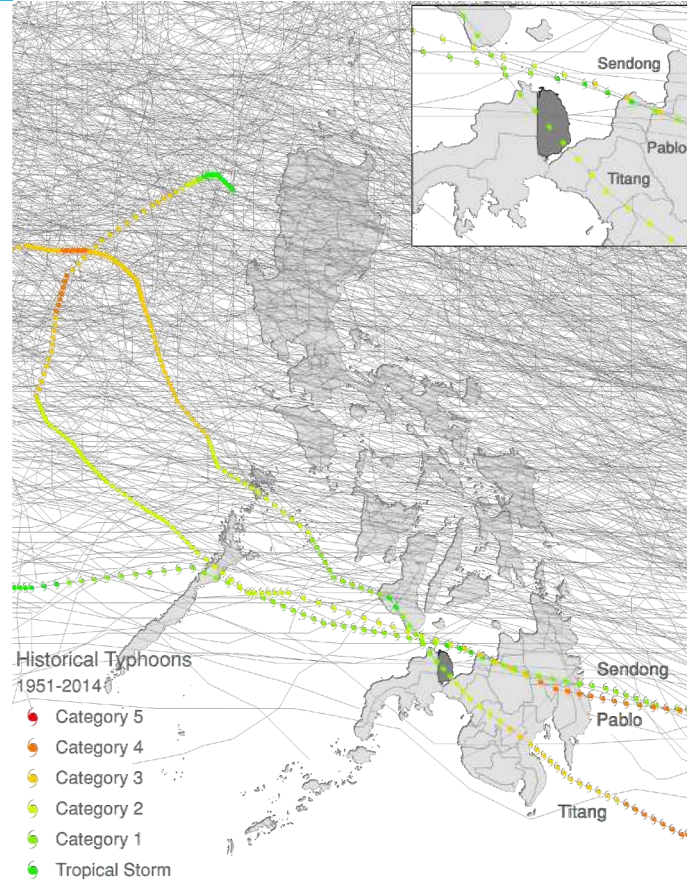 Sendong
Pablo
Titang
Historical Typhoons
1951-2014
Category 5
Category 4
Category 3
Category 2
Category 1
Tropical Storm
Sendong
Pablo
Titang